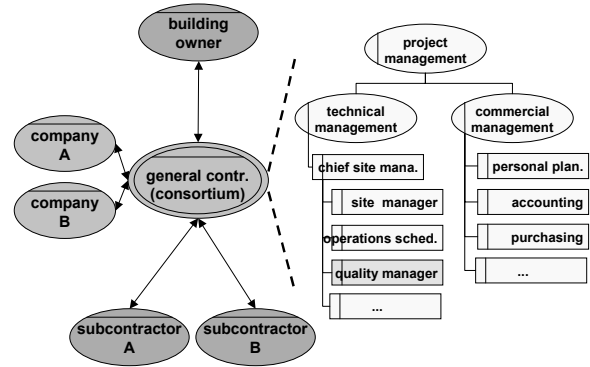 building
owner
company
A
company
B
general contr.
(consortium)
subcontractor
A
subcontractor
B
project
management
technical
management
commercial
management
chief site mana.
site manager
operations sched.
quality manager
...
personal plan.
accounting
purchasing
...